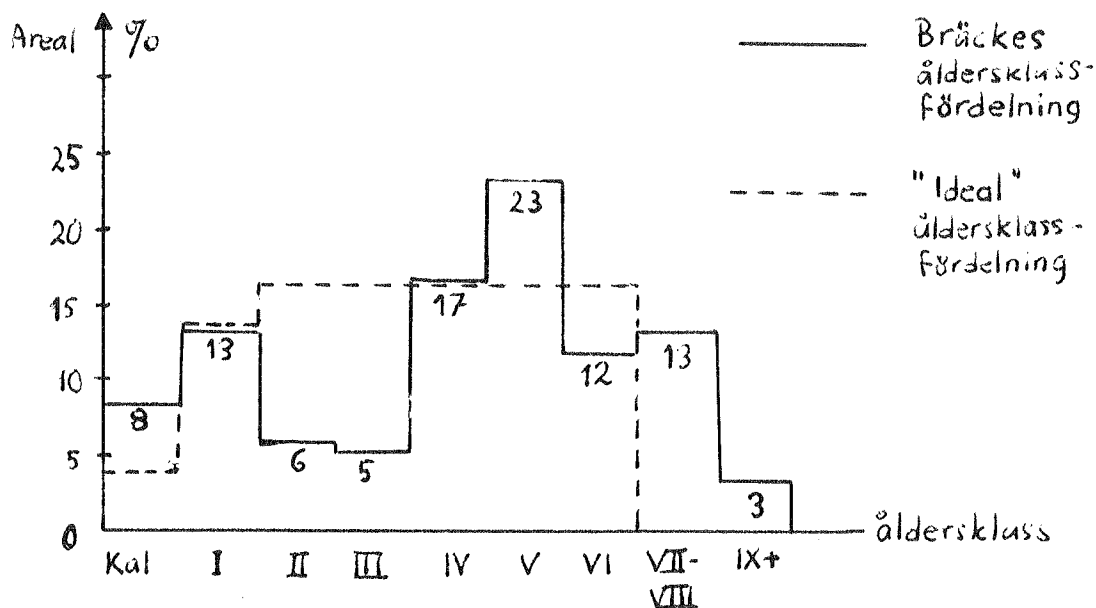 Areal %
Bräckes
åldersklass-
fördelning
"Ideal"
åldersklass-
fördelning
25
20
15
10
5
0
8
13
6
5
17
23
12
13
3
åldersklass
Kal I II III IV V VI VII- IX+
VIII